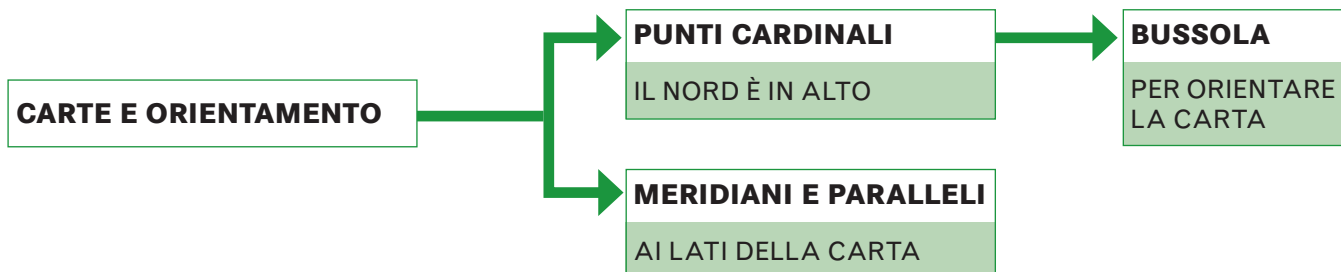 CARTE E ORIENTAMENTO
PUNTI CARDINALI
IL NORD È IN ALTO
BUSSOLA
PER ORIENTARE
LA CARTA
MERIDIANI E PARALLELI
AI LATI DELLA CARTA